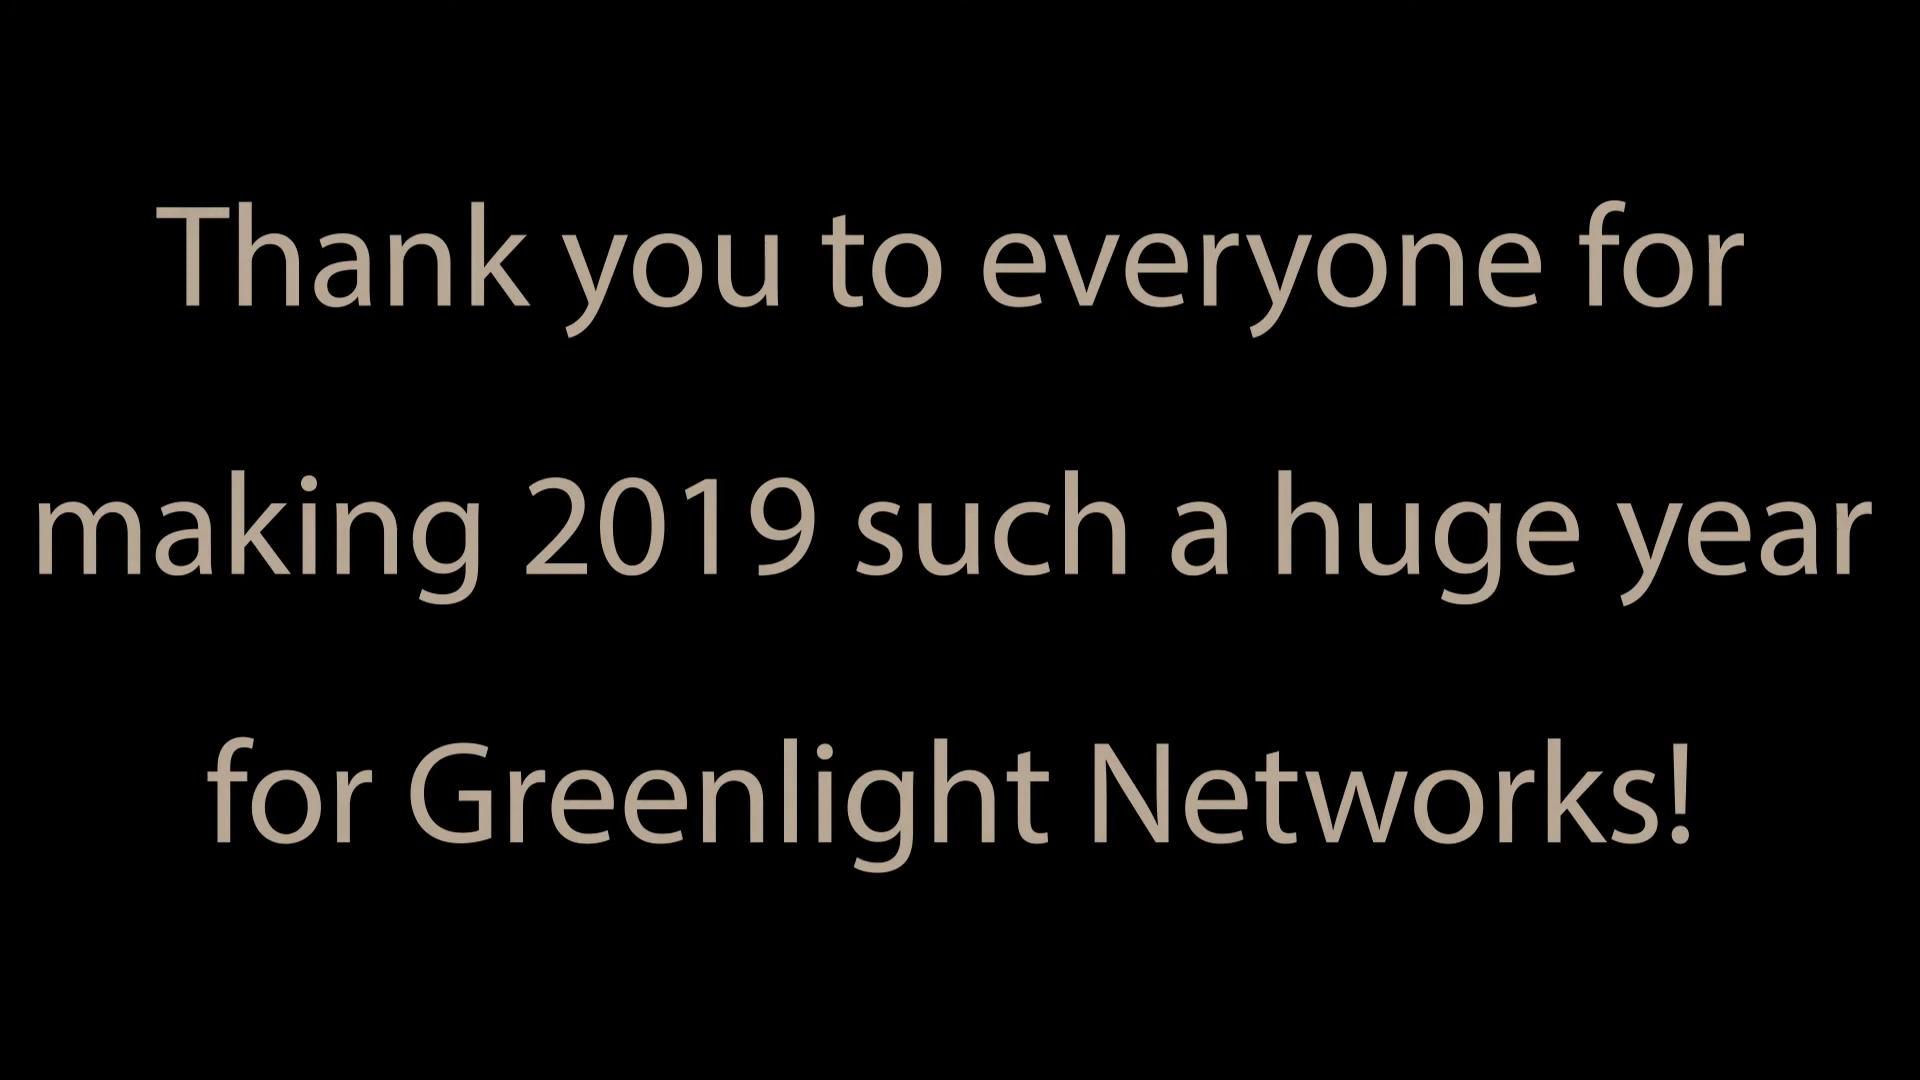 Thank you to everyone for
making 2019 such a huge year
for Greenlight Networks!